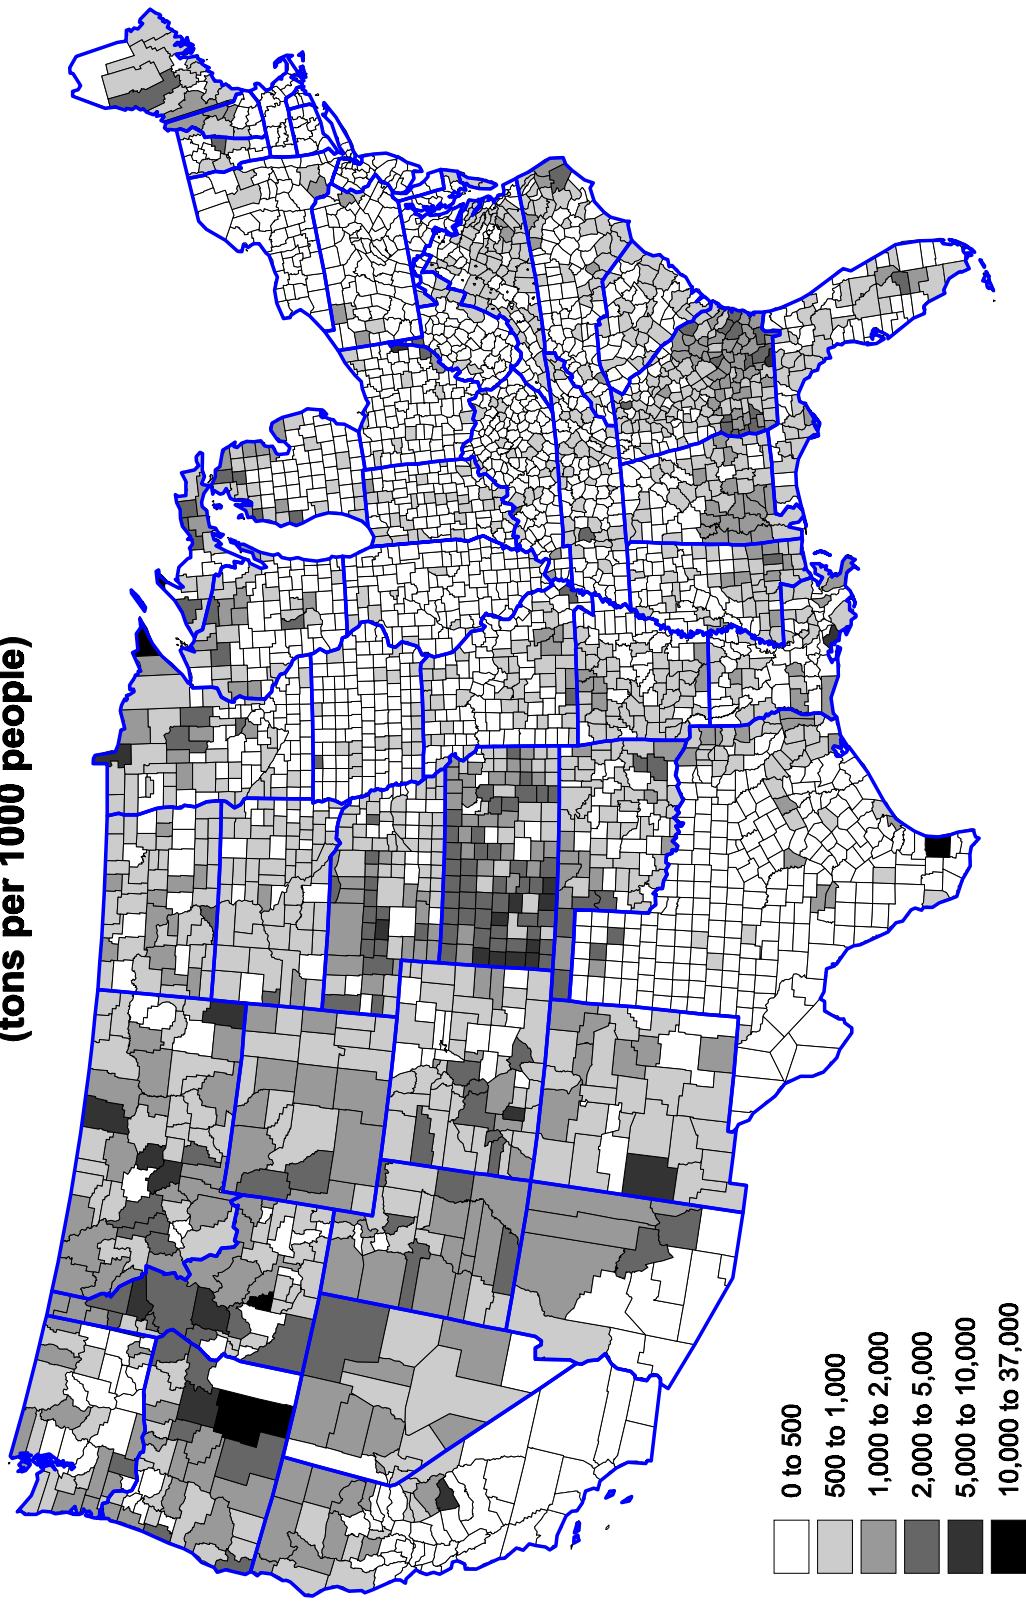 (tons per 1000 people)
0 to 500
500 to 1,000
1,000 to 2,000
2,000 to 5,000
5,000 to 10,000
10,000 to 37,000